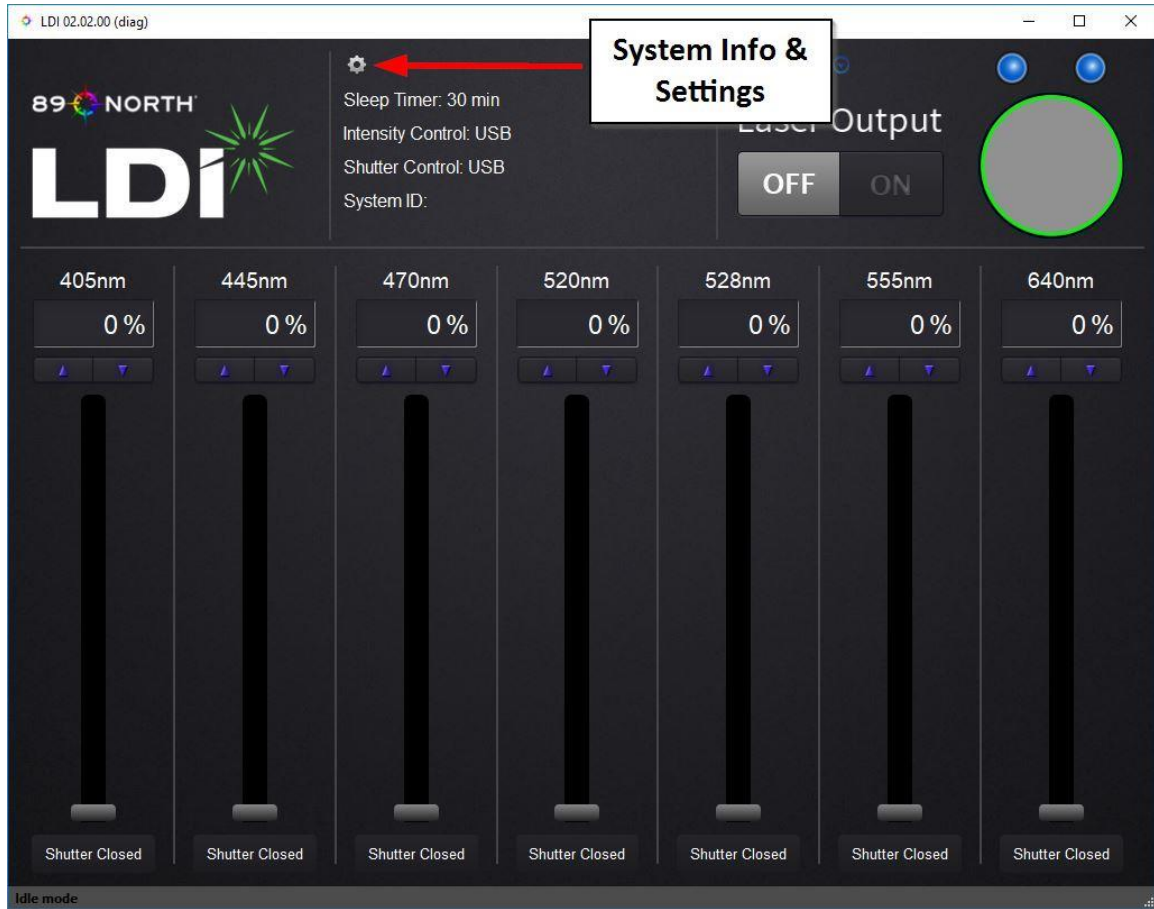 LDI 02.02.00 (diag)
89 NORTH
LDI
Sleep Timer: 30 min
Intensity Control: USB
Shutter Control: USB
System ID:
System Info &
Settings
Laser Output
OFF ON
405nm 445nm 470nm 520nm 528nm 555nm 640nm
0 % 0 % 0 % 0 % 0 % 0 % 0 %
Shutter Closed Shutter Closed Shutter Closed Shutter Closed Shutter Closed Shutter Closed Shutter Closed
Idle mode